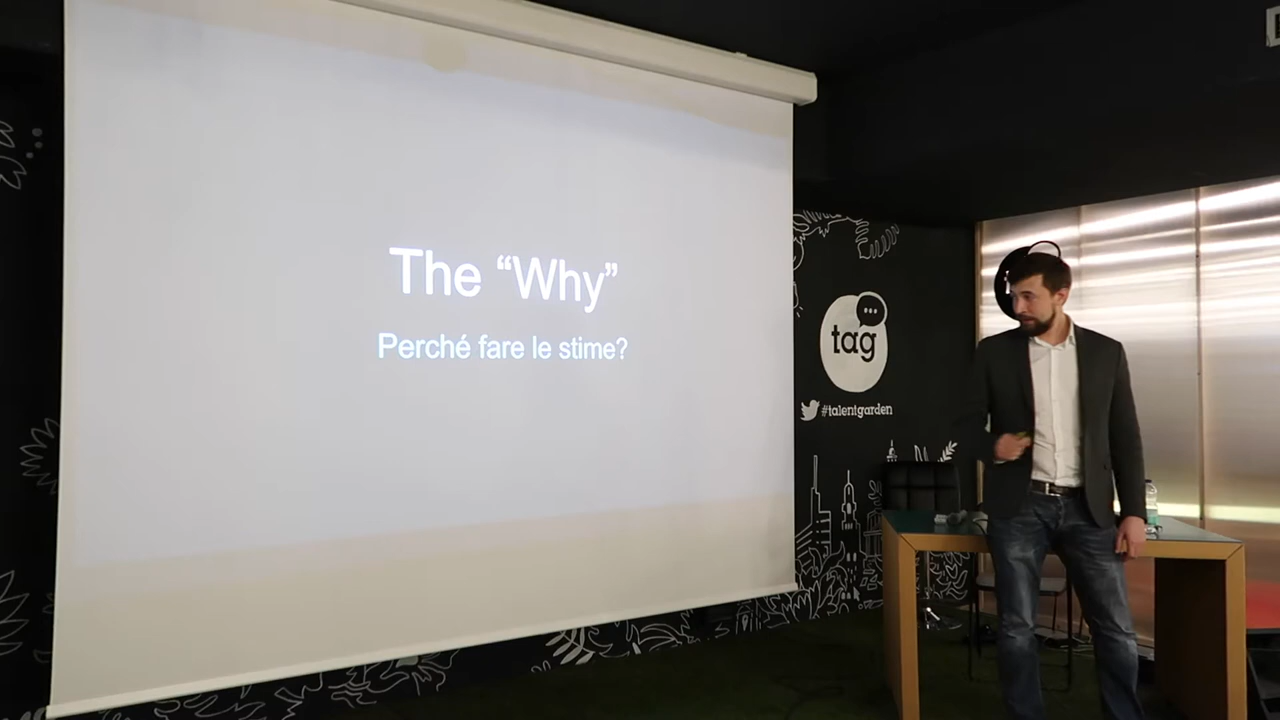 The “Why”
Perché fare le stime?
tag
#talentgarden